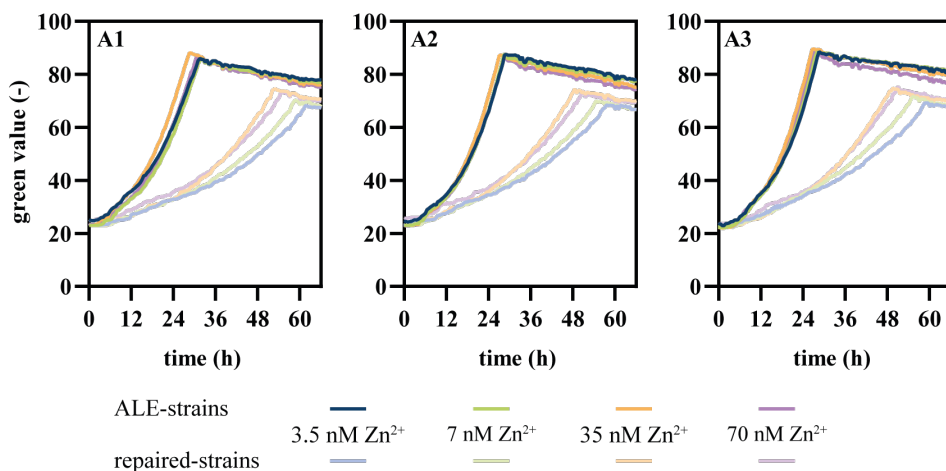 A1 A2 A3
100 100 100
80 80 80
60 60 60
40 40 40
20 20 20
0 0 0
green value (-)
0 12 24 36 48 60 0 12 24 36 48 60 0 12 24 36 48 60
time (h) time (h) time (h)
ALE-strains
3.5 nM Zn²⁺ 7 nM Zn²⁺ 35 nM Zn²⁺ 70 nM Zn²⁺
repaired-strains